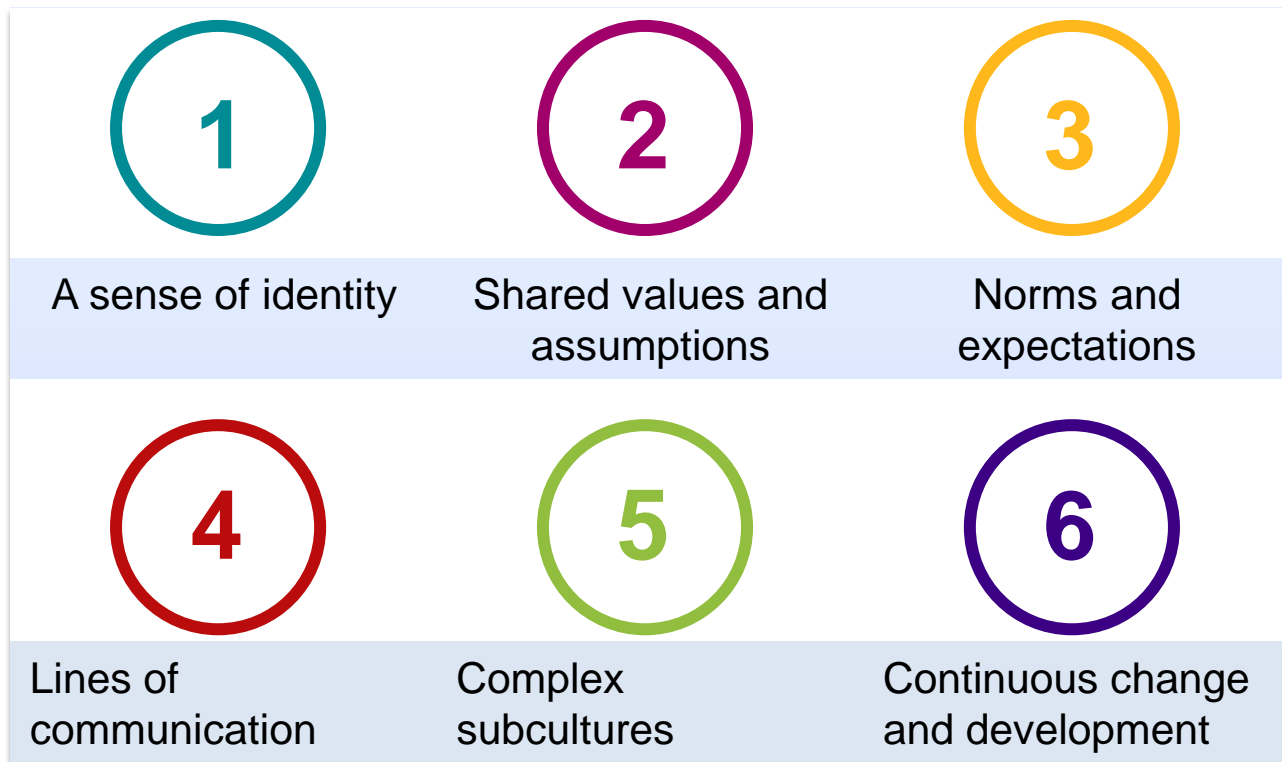 1
2
3
A sense of identity
Shared values and
assumptions
Norms and
expectations
4
5
6
Lines of
communication
Complex
subcultures
Continuous change
and development